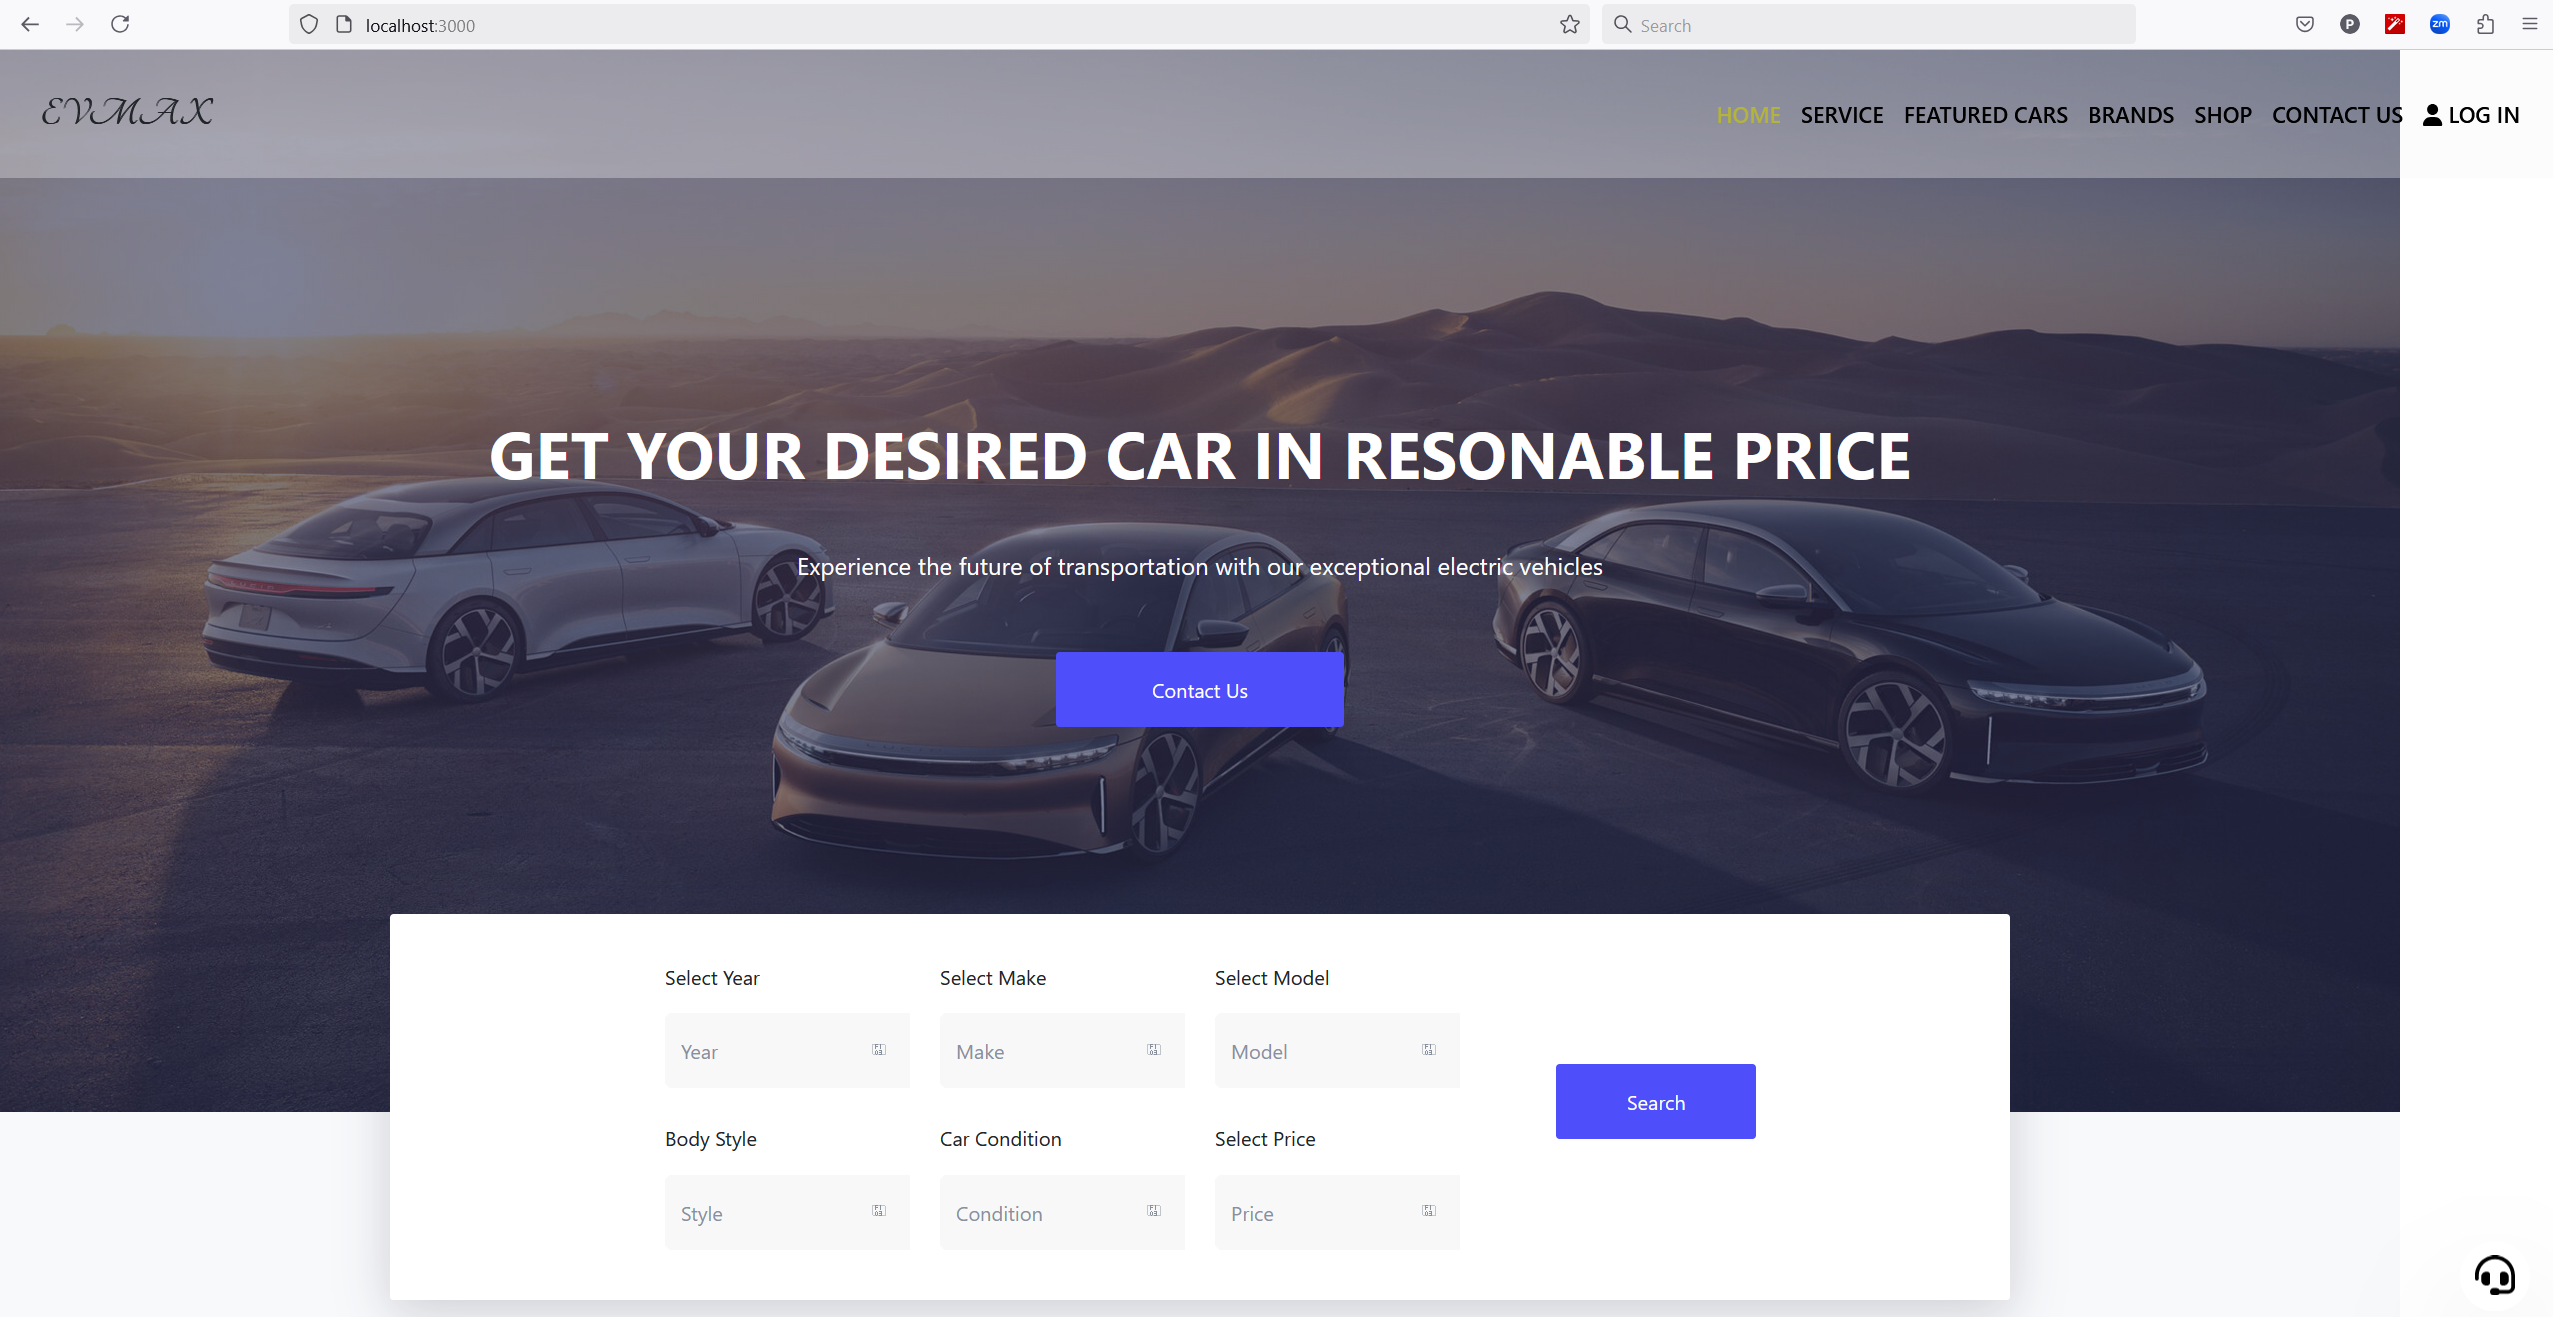 localhost:3000
Search
P
zm
EVMAX
HOME SERVICE FEATURED CARS BRANDS SHOP CONTACT US LOG IN
GET YOUR DESIRED CAR IN RESONABLE PRICE
Experience the future of transportation with our exceptional electric vehicles
Contact Us
LUCID
Select Year Select Make Select Model
Year Make Model
Search
Body Style Car Condition Select Price
Style Condition Price